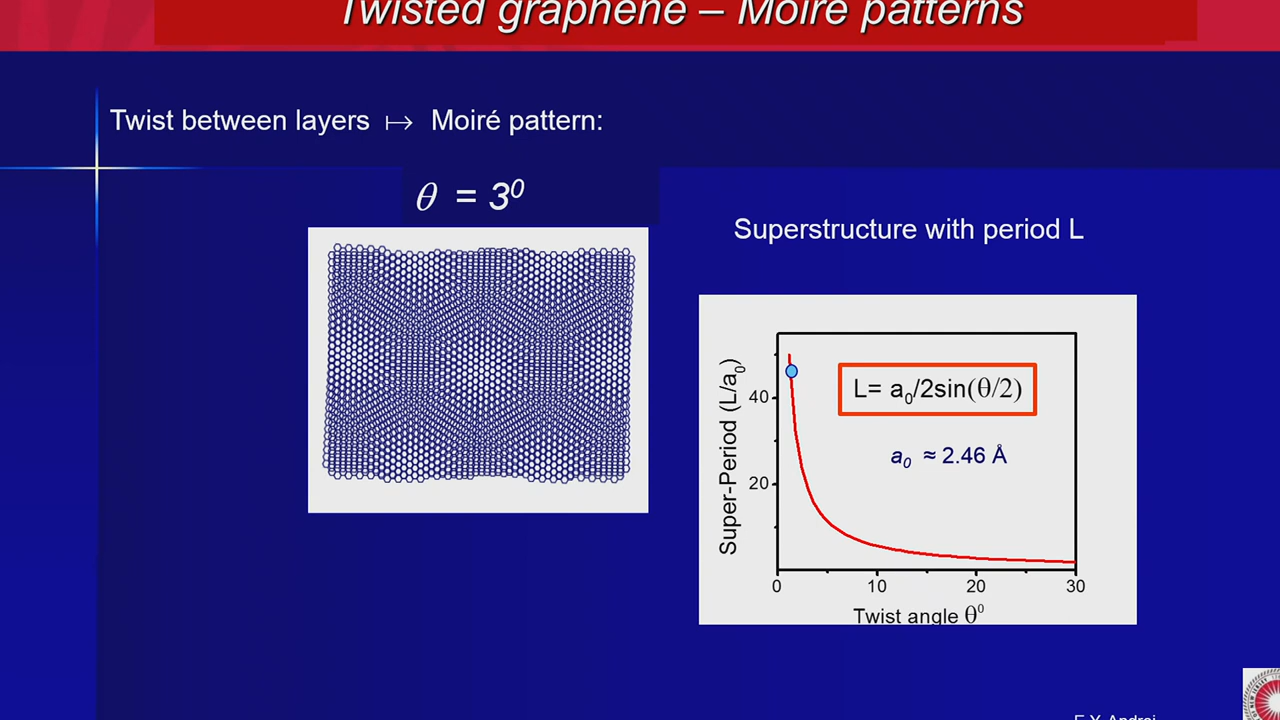 Twisted graphene – Moiré patterns
Twist between layers ↦ Moiré pattern:
θ = 3⁰
Superstructure with period L
Super-Period (L/a₀)
40
20
L= a₀/2sin(θ/2)
a₀ ≈ 2.46 Å
0 10 20 30
Twist angle θ⁰
E.Y. Andrei